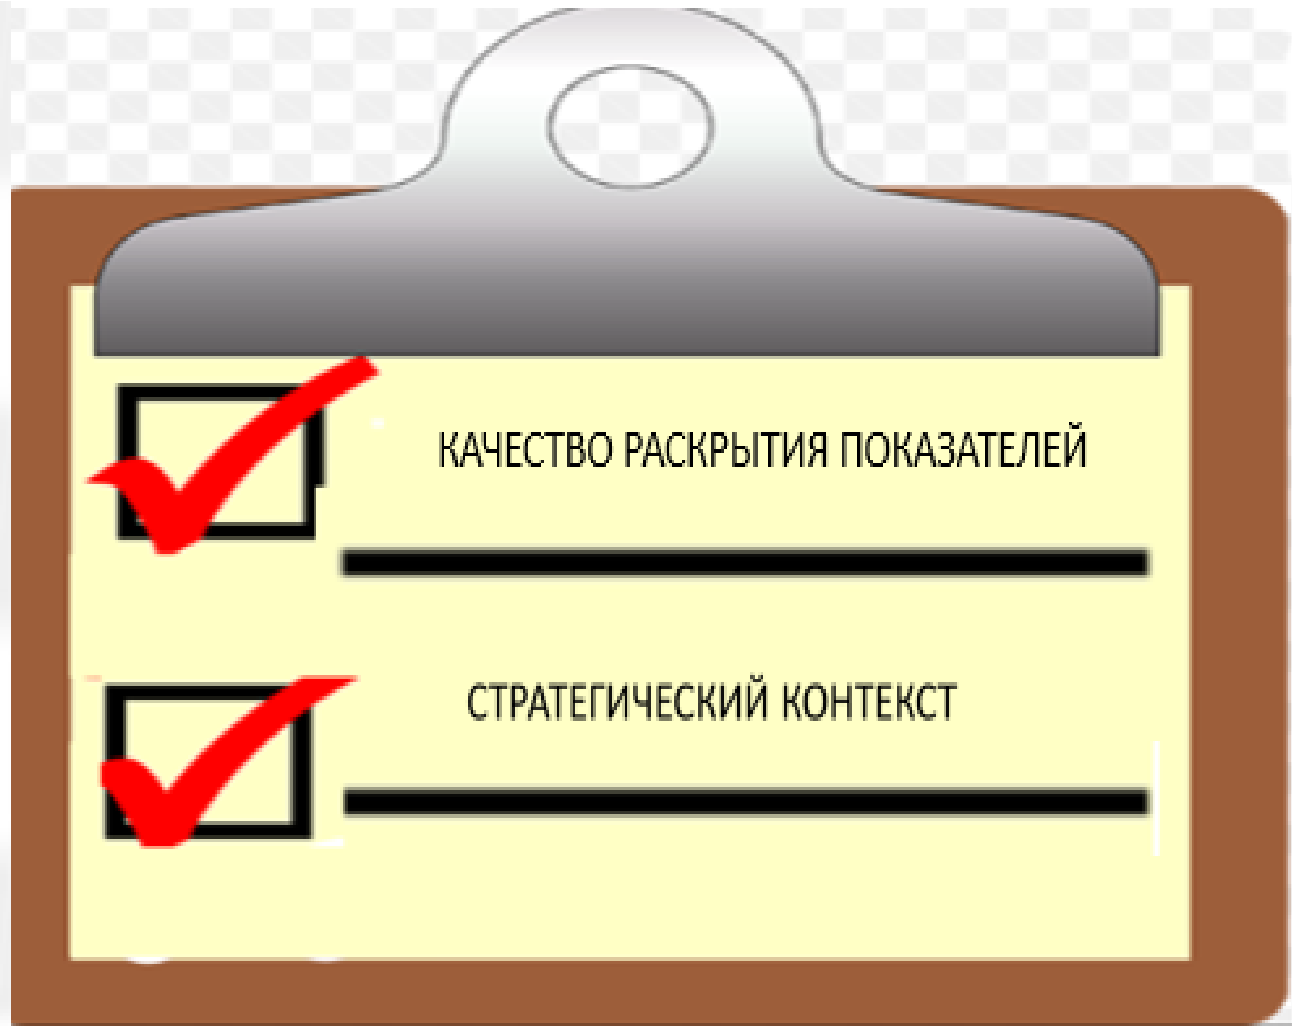 КАЧЕСТВО РАСКРЫТИЯ ПОКАЗАТЕЛЕЙ
СТРАТЕГИЧЕСКИЙ КОНТЕКСТ